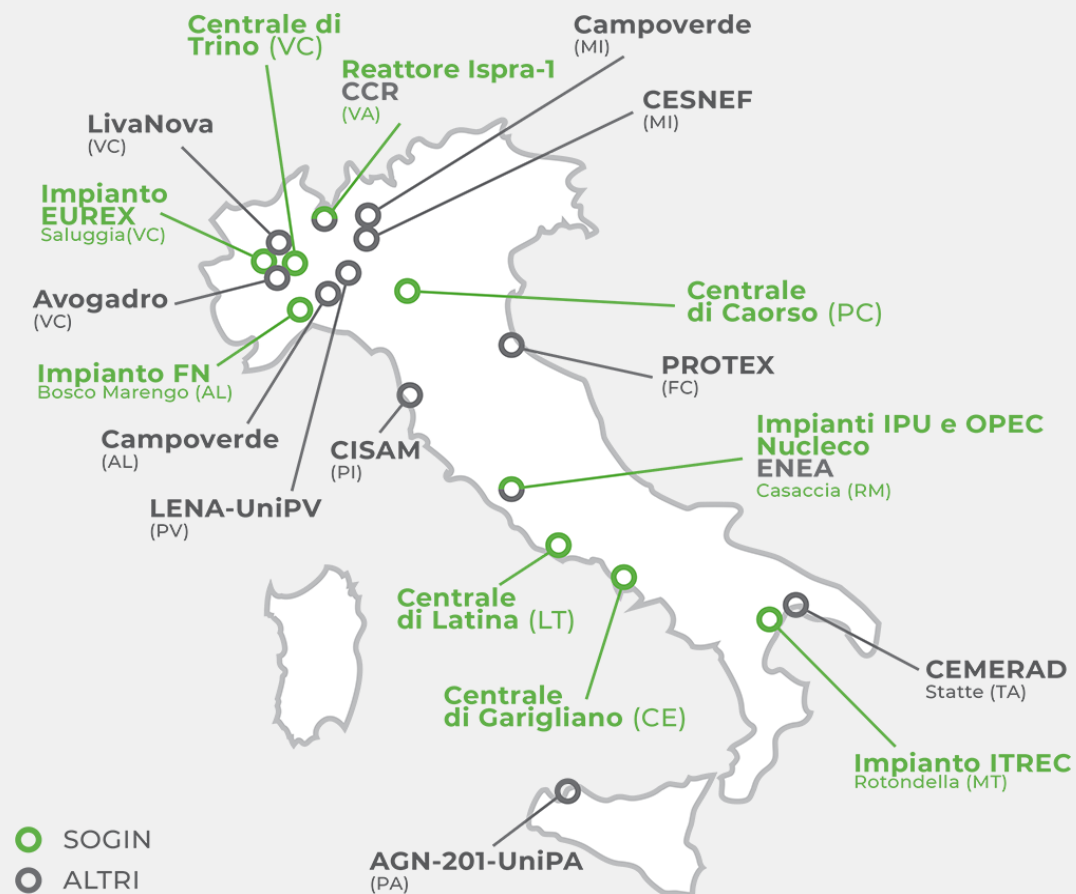 Centrale di
Trino (VC)
Campoverde
(MI)
Reattore Ispra-1
CCR
(VA)
CESNEF
(MI)
LivaNova
(VC)
Impianto
EUREX
Saluggia(VC)
Avogadro
(VC)
Centrale
di Caorso (PC)
Impianto FN
Bosco Marengo (AL)
PROTEX
(FC)
Campoverde
(AL)
CISAM
(PI)
Impianti IPU e OPEC
Nucleco
ENEA
Casaccia (RM)
LENA-UniPV
(PV)
Centrale
di Latina (LT)
CEMERAD
Statte (TA)
Centrale
di Garigliano (CE)
Impianto ITREC
Rotondella (MT)
AGN-201-UniPA
(PA)
SOGIN
ALTRI